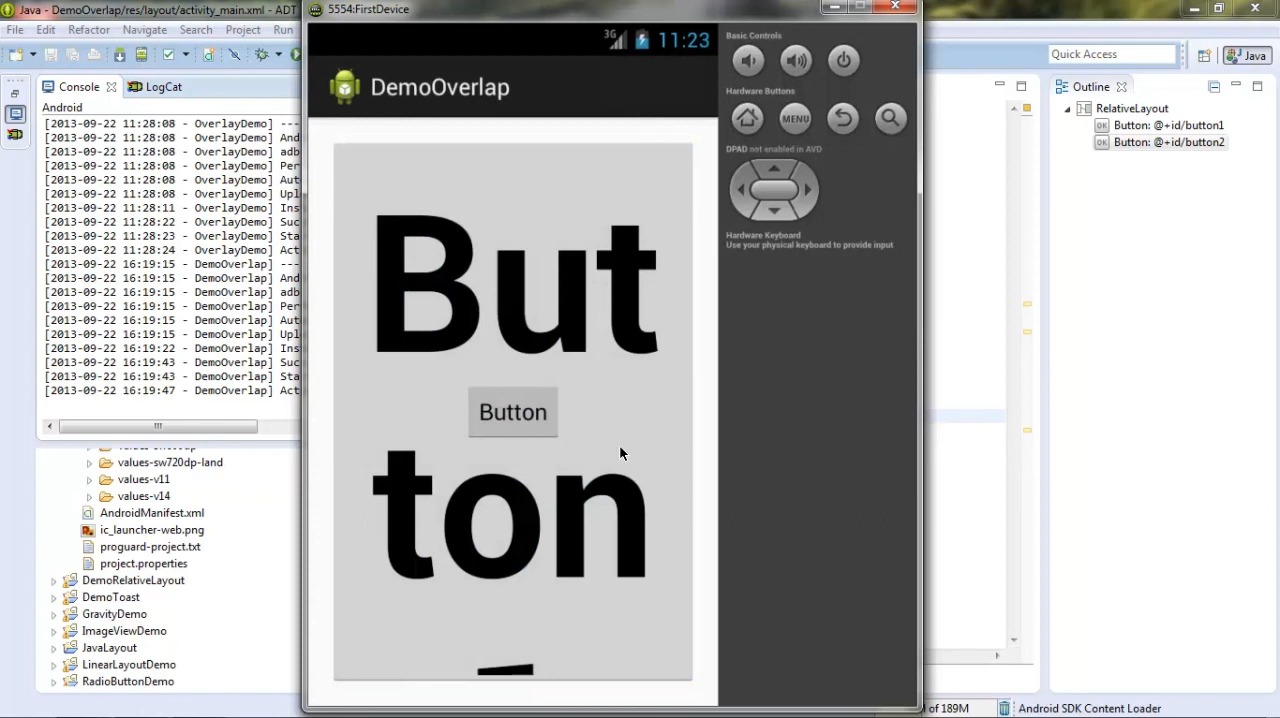 Java - DemoOverlap/res/layout/activity_main.xml - ADT
5554:FirstDevice
File Edit Refactor Navigate Search Project Run
Quick Access
Java
Console
LogCat
Android
[2013-09-22 11:28:08 - OverlayDemo] ---
[2013-09-22 11:28:08 - OverlayDemo] And
[2013-09-22 11:28:08 - OverlayDemo] adb
[2013-09-22 11:28:08 - OverlayDemo] Per
[2013-09-22 11:28:08 - OverlayDemo] Aut
[2013-09-22 11:28:08 - OverlayDemo] Upl
[2013-09-22 11:28:11 - OverlayDemo] Ins
[2013-09-22 11:28:22 - OverlayDemo] Suc
[2013-09-22 11:28:23 - OverlayDemo] Sta
[2013-09-22 11:28:24 - OverlayDemo] Act
[2013-09-22 16:19:15 - DemoOverlap] ---
[2013-09-22 16:19:15 - DemoOverlap] And
[2013-09-22 16:19:15 - DemoOverlap] adb
[2013-09-22 16:19:15 - DemoOverlap] Per
[2013-09-22 16:19:15 - DemoOverlap] Aut
[2013-09-22 16:19:15 - DemoOverlap] Upl
[2013-09-22 16:19:22 - DemoOverlap] Ins
[2013-09-22 16:19:43 - DemoOverlap] Suc
[2013-09-22 16:19:43 - DemoOverlap] Sta
[2013-09-22 16:19:47 - DemoOverlap] Act
values-sw720dp-land
values-v11
values-v14
AndroidManifest.xml
ic_launcher-web.png
proguard-project.txt
project.properties
DemoRelativeLayout
DemoToast
GravityDemo
ImageViewDemo
JavaLayout
LinearLayoutDemo
RadioButtonDemo
3G 11:23
DemoOverlap
But
Button
ton
Basic Controls
Hardware Buttons
MENU
DPAD not enabled in AVD
Hardware Keyboard
Use your physical keyboard to provide input
Outline
RelativeLayout
OK Button: @+id/button1
OK Button: @+id/button2
of 189M
Android SDK Content Loader